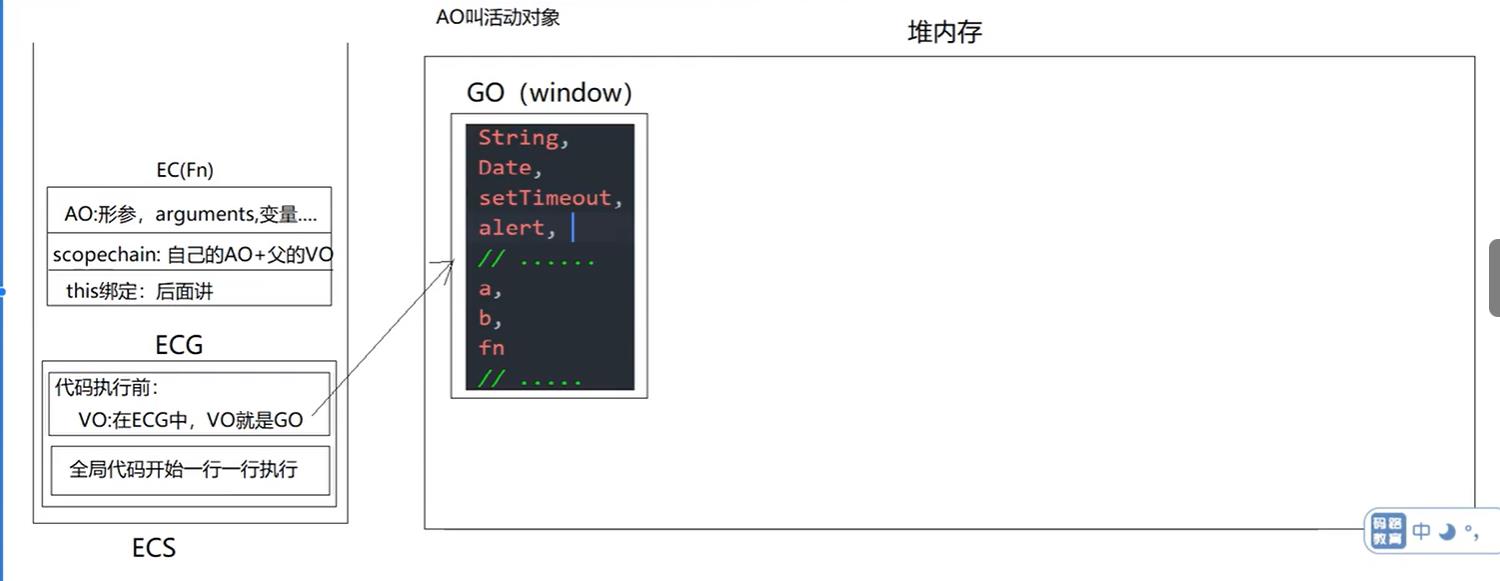 AO叫活动对象
堆内存
GO（window）
String,
Date,
setTimeout,
alert,
// ......
a,
b,
fn
// .....
EC(Fn)
AO:形参，arguments,变量....
scopechain: 自己的AO+父的VO
this绑定：后面讲
ECG
代码执行前：
VO:在ECG中，VO就是GO
全局代码开始一行一行执行
ECS
码路
教育
中